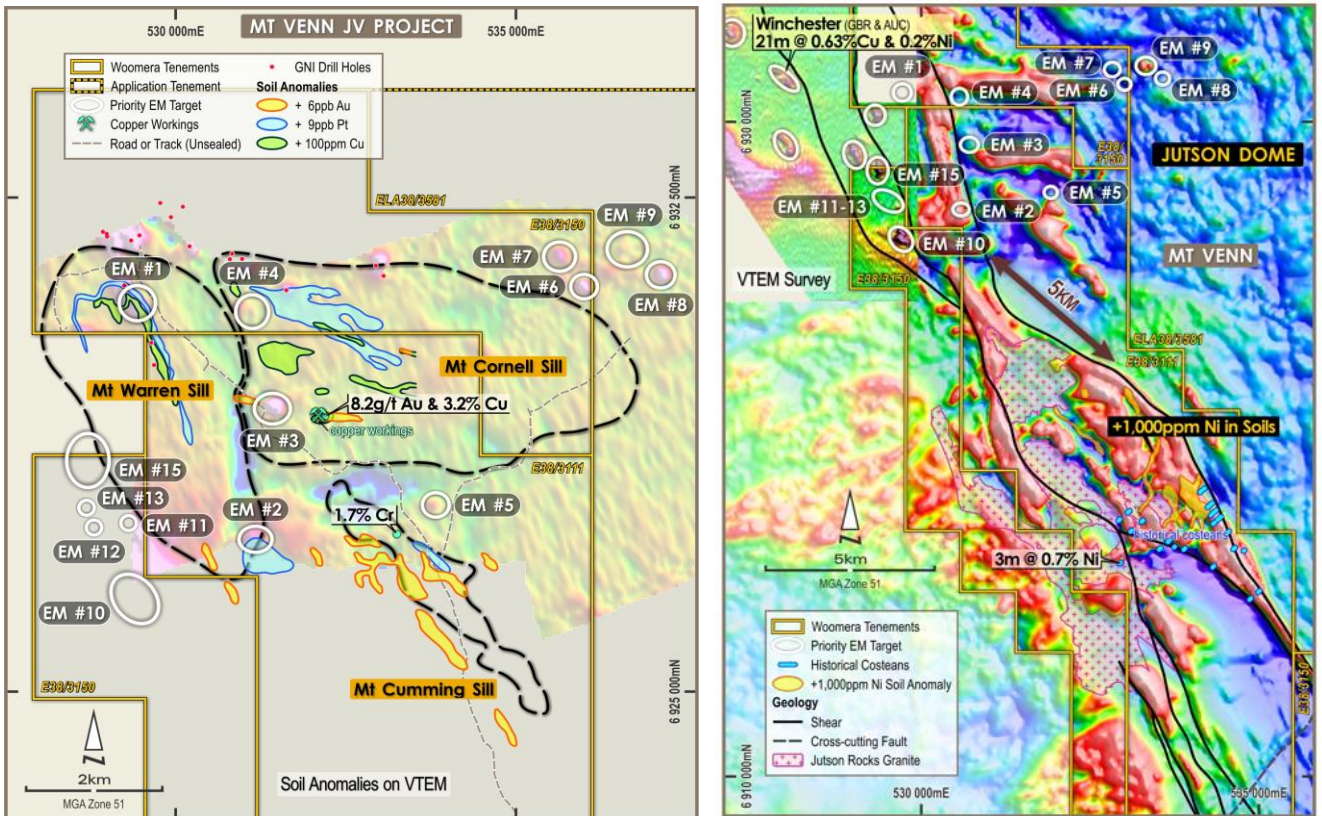 530 000mE
535 000mE
MT VENN JV PROJECT
Woomera Tenements
Application Tenement
Priority EM Target
Copper Workings
Road or Track (Unsealed)
GNI Drill Holes
Soil Anomalies
+ 6ppb Au
+ 9ppb Pt
+ 100ppm Cu
ELA38/3581
E38/3150
6 932 500mN
EM #9
EM #7
EM #6
EM #8
EM #1
EM #4
Mt Warren Sill
Mt Cornell Sill
8.2g/t Au & 3.2% Cu
copper workings
EM #3
E38/3111
EM #15
EM #13
EM #11
EM #12
EM #2
EM #5
1.7% Cr
EM #10
Mt Cumming Sill
E38/3150
6 925 000mN
N
2km
MGA Zone 51
Soil Anomalies on VTEM
Winchester (GBR & AUC)
21m @ 0.63%Cu & 0.2%Ni
EM #1
EM #7
EM #9
EM #4
EM #6
EM #8
6 930 000mN
EM #3
E38/
3150
JUTSON DOME
EM #15
EM #5
EM #11-13
EM #2
EM #10
MT VENN
VTEM Survey
E38/3150
5KM
ELA38/3581
E38/3111
+1,000ppm Ni in Soils
N
5km
MGA Zone 51
Historical costeans
3m @ 0.7% Ni
Woomera Tenements
Priority EM Target
Historical Costeans
+1,000ppm Ni Soil Anomaly
Geology
Shear
Cross-cutting Fault
Jutson Rocks Granite
E38/3150
6 910 000mN
530 000mE
535 000mE